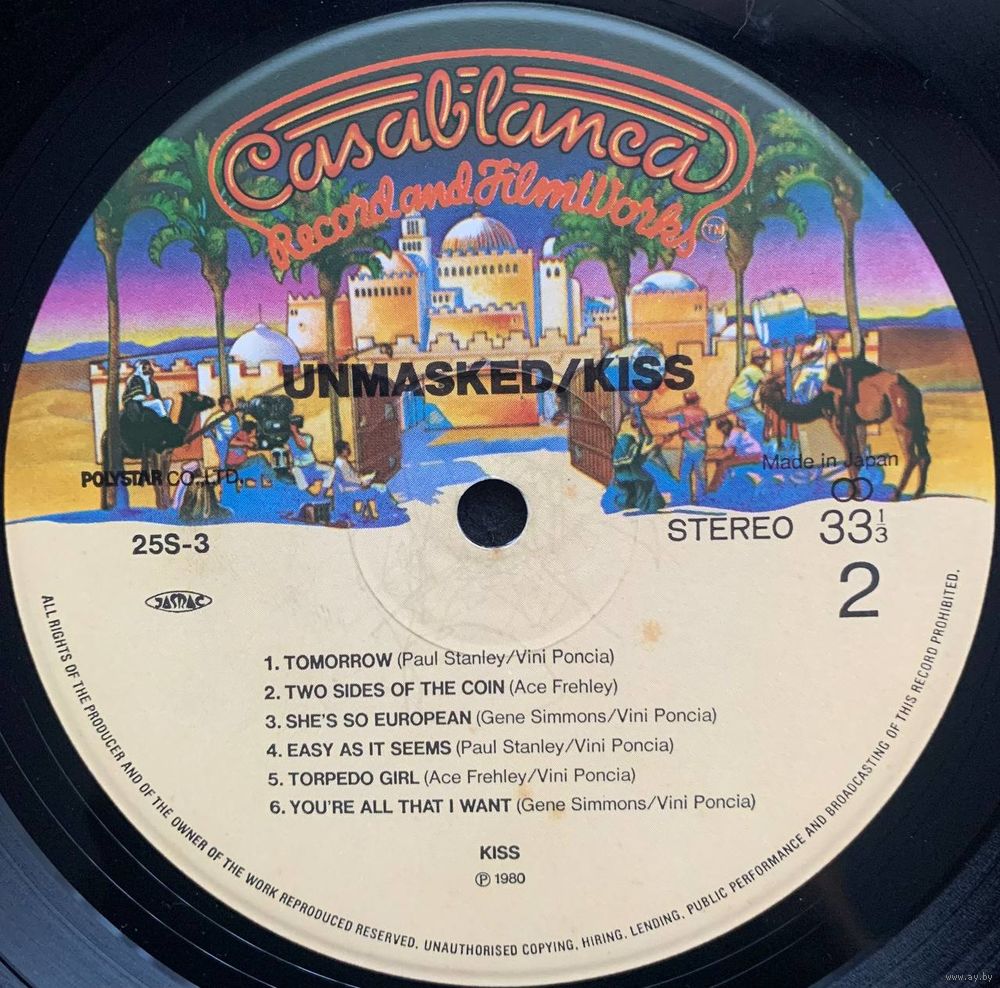 Casablanca
Record and FilmWorks TM
UNMASKED/KISS
POLYSTAR CO., LTD.
Made in Japan
25S-3
STEREO 33 1/3
JASRAC
2
1. TOMORROW (Paul Stanley/Vini Poncia)
2. TWO SIDES OF THE COIN (Ace Frehley)
3. SHE'S SO EUROPEAN (Gene Simmons/Vini Poncia)
4. EASY AS IT SEEMS (Paul Stanley/Vini Poncia)
5. TORPEDO GIRL (Ace Frehley/Vini Poncia)
6. YOU'RE ALL THAT I WANT (Gene Simmons/Vini Poncia)
KISS
℗ 1980
ALL RIGHTS OF THE PRODUCER AND OF THE OWNER OF THE WORK REPRODUCED RESERVED. UNAUTHORISED COPYING, HIRING, LENDING, PUBLIC PERFORMANCE AND BROADCASTING OF THIS RECORD PROHIBITED.
www.ay.by